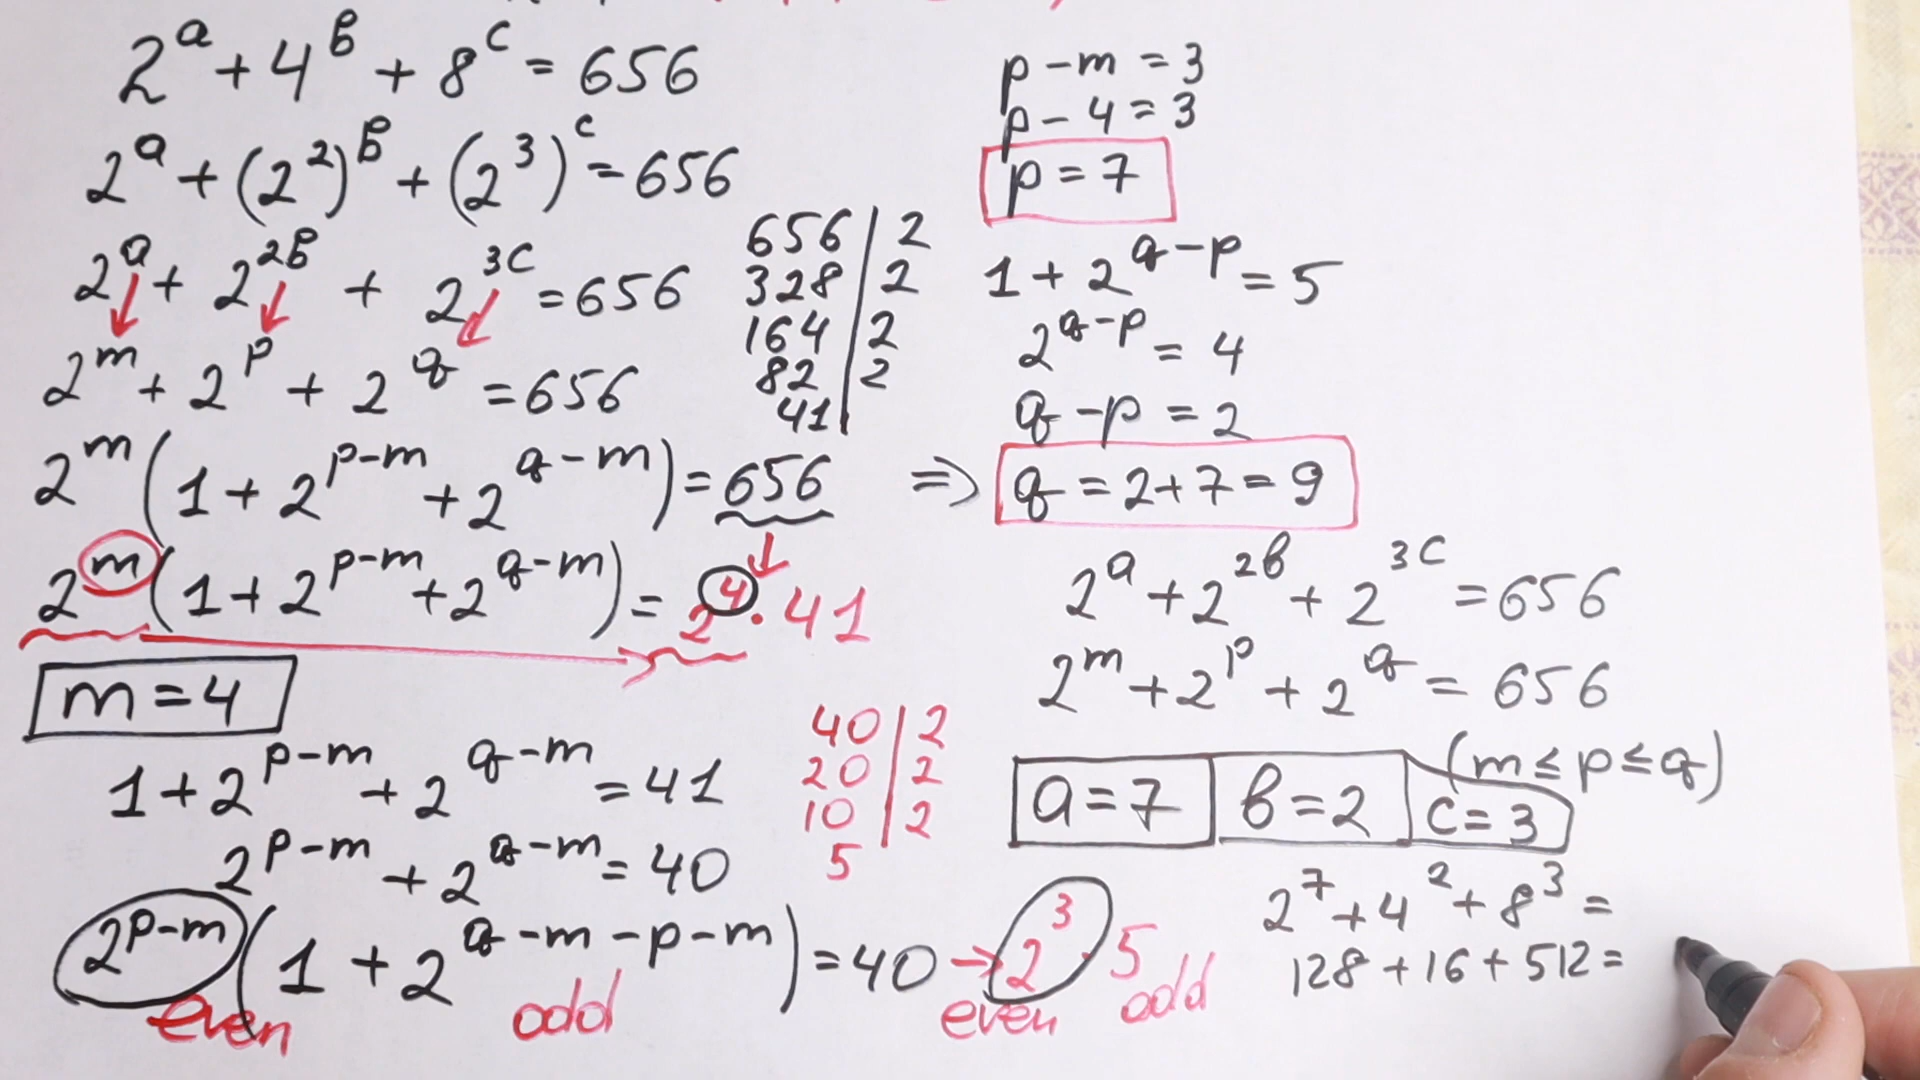 2^a + 4^b + 8^c = 656
2^a + (2^2)^b + (2^3)^c = 656
2^a + 2^{2b} + 2^{3c} = 656
2^m + 2^p + 2^q = 656
656 | 2
328 | 2
164 | 2
82 | 2
41 |
2^m (1 + 2^{p-m} + 2^{q-m}) = 656 ⇒
2^m (1 + 2^{p-m} + 2^{q-m}) = 2^4 · 41
m = 4
1 + 2^{p-m} + 2^{q-m} = 41
2^{p-m} + 2^{q-m} = 40
40 | 2
20 | 2
10 | 2
5
2^{p-m} (1 + 2^{q-m-p-m}) = 40 → 2^3 · 5
even odd even odd
p - m = 3
p - 4 = 3
p = 7
1 + 2^{q-p} = 5
2^{q-p} = 4
q - p = 2
q = 2 + 7 = 9
2^a + 2^{2b} + 2^{3c} = 656
2^m + 2^p + 2^q = 656
(m ≤ p ≤ q)
a = 7 b = 2 c = 3
2^7 + 4^2 + 8^3 =
128 + 16 + 512 =